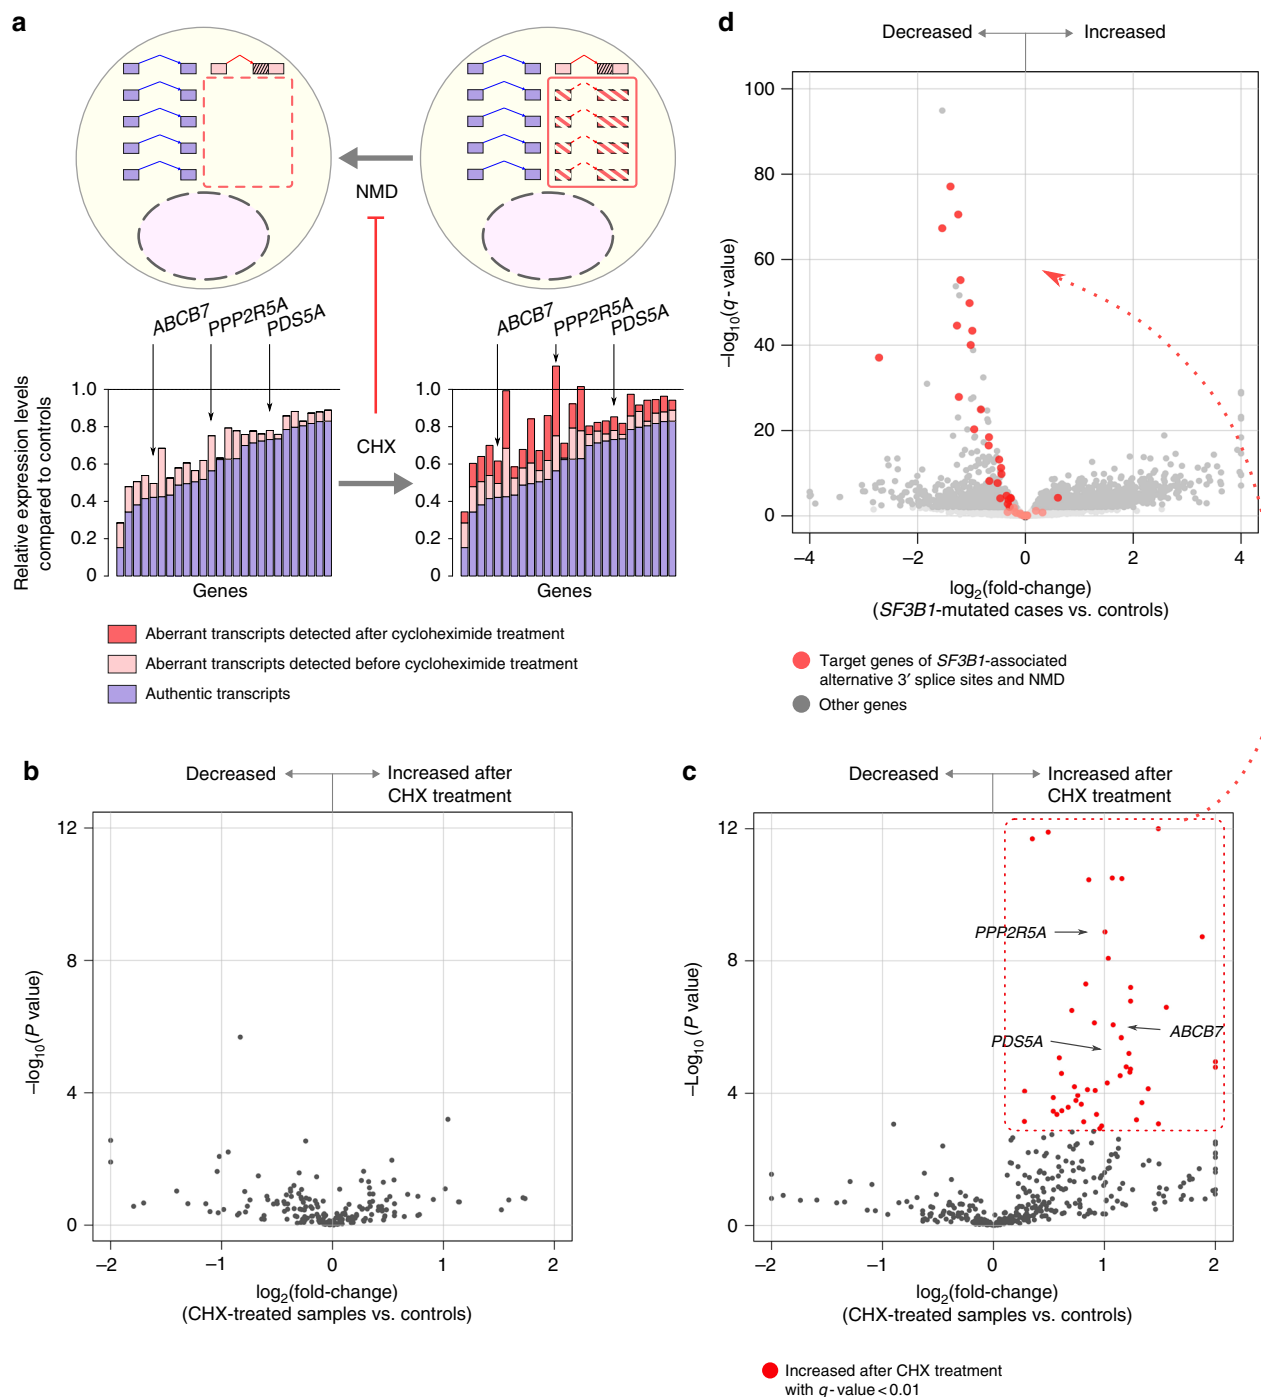 a
NMD
ABCB7
PPP2R5A
PDS5A
ABCB7
PPP2R5A
PDS5A
Relative expression levels
compared to controls
1.0
0.8
0.6
0.4
0.2
0
Genes
CHX
1.0
0.8
0.6
0.4
0.2
0
Genes
Aberrant transcripts detected after cycloheximide treatment
Aberrant transcripts detected before cycloheximide treatment
Authentic transcripts
d
Decreased
Increased
–log10(q-value)
100
80
60
40
20
0
–4
–2
0
2
4
log2(fold-change)
(SF3B1-mutated cases vs. controls)
Target genes of SF3B1-associated
alternative 3′ splice sites and NMD
Other genes
b
Decreased
Increased after
CHX treatment
–log10(P value)
12
8
4
0
–2
–1
0
1
2
log2(fold-change)
(CHX-treated samples vs. controls)
c
Decreased
Increased after
CHX treatment
–Log10 (P value)
12
8
4
0
PPP2R5A
PDS5A
ABCB7
–2
–1
0
1
2
log2(fold-change)
(CHX-treated samples vs. controls)
Increased after CHX treatment
with q-value<0.01